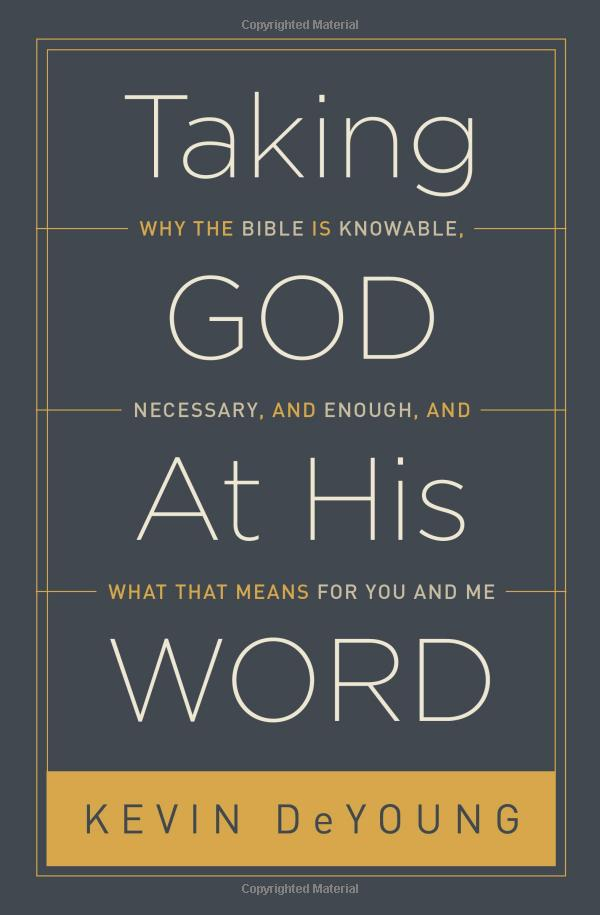 Copyrighted Material
Taking
WHY THE BIBLE IS KNOWABLE,
GOD
NECESSARY, AND ENOUGH, AND
At His
WHAT THAT MEANS FOR YOU AND ME
WORD
KEVIN DeYOUNG
Copyrighted Material